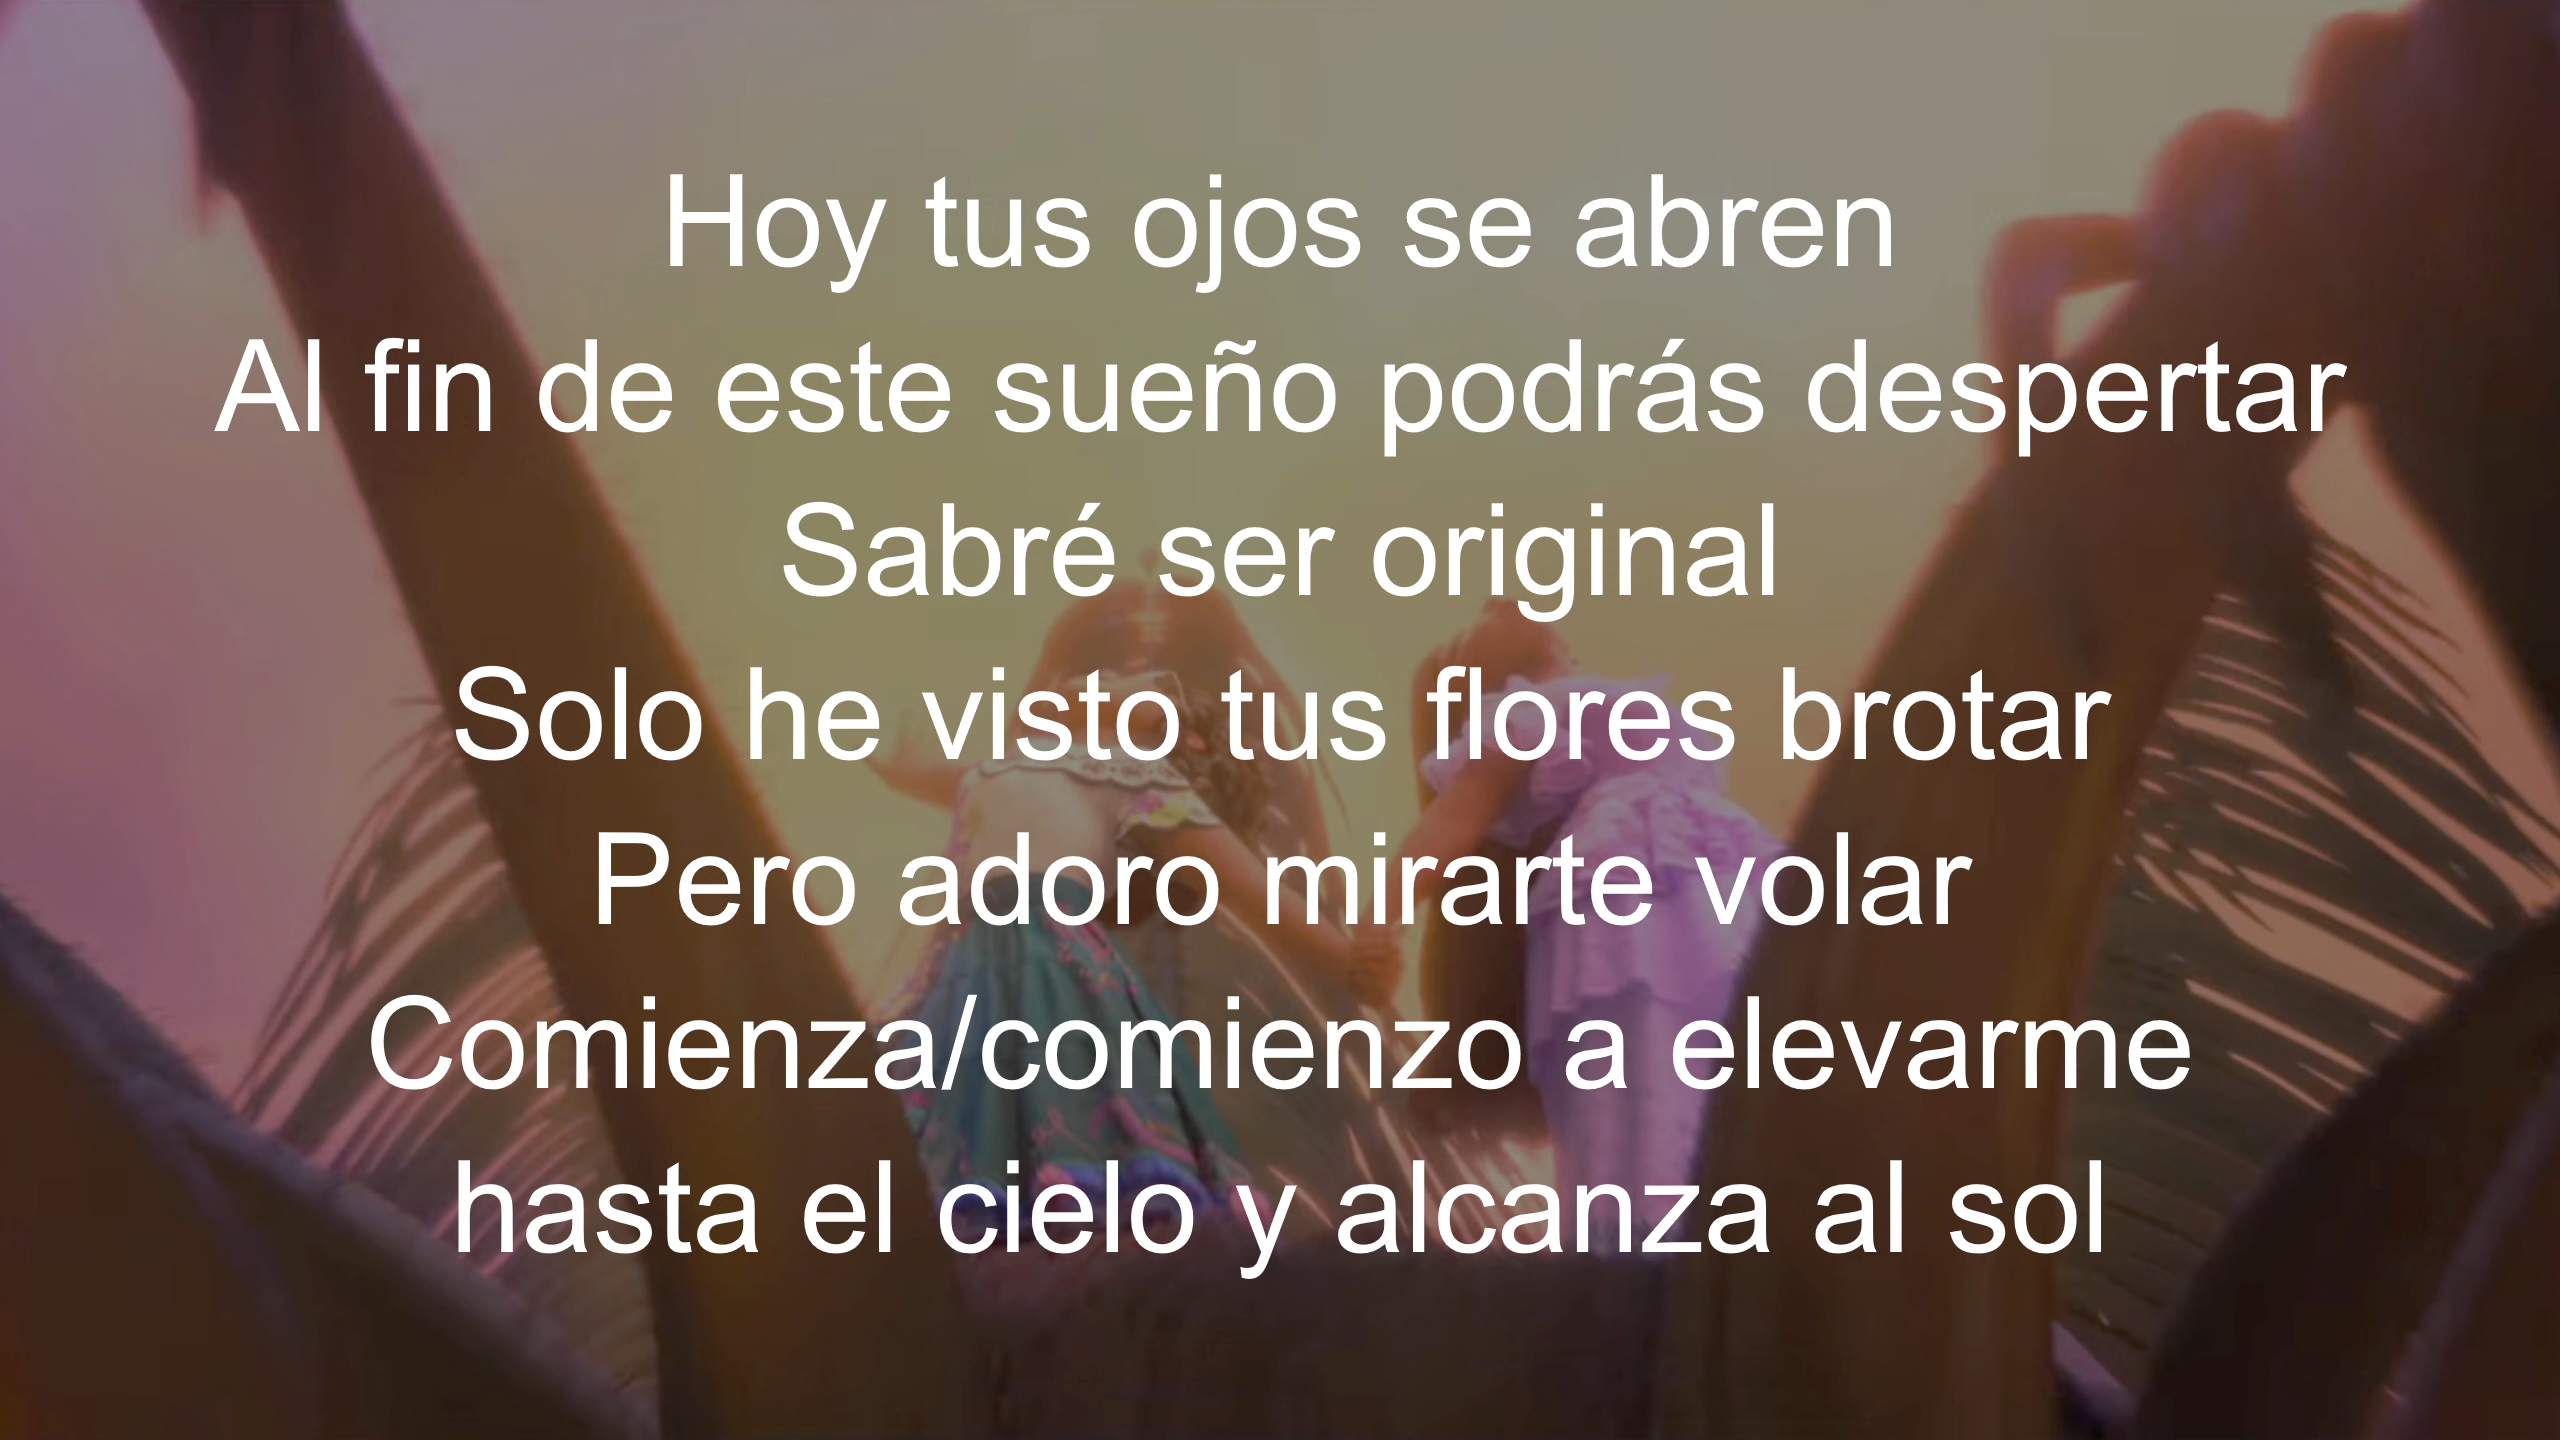 Hoy tus ojos se abren
Al fin de este sueño podrás despertar
Sabré ser original
Solo he visto tus flores brotar
Pero adoro mirarte volar
Comienza/comienzo a elevarme
hasta el cielo y alcanza al sol